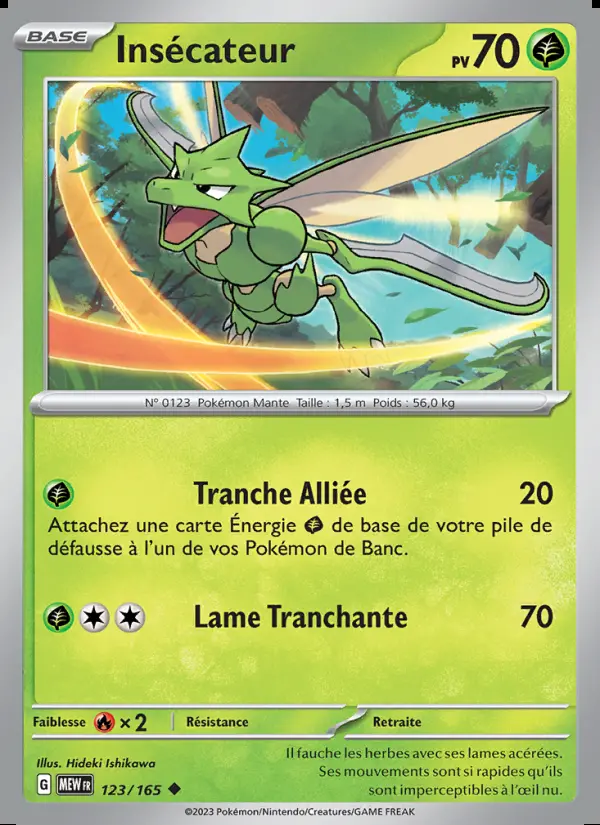 BASE
Insécateur
PV 70
N° 0123 Pokémon Mante Taille : 1,5 m Poids : 56,0 kg
Tranche Alliée 20
Attachez une carte Énergie de base de votre pile de
défausse à l'un de vos Pokémon de Banc.
Lame Tranchante 70
Faiblesse ×2 Résistance Retraite
Illus. Hideki Ishikawa
G MEW FR 123/165 ◆
Il fauche les herbes avec ses lames acérées.
Ses mouvements sont si rapides qu'ils
sont imperceptibles à l'œil nu.
©2023 Pokémon/Nintendo/Creatures/GAME FREAK